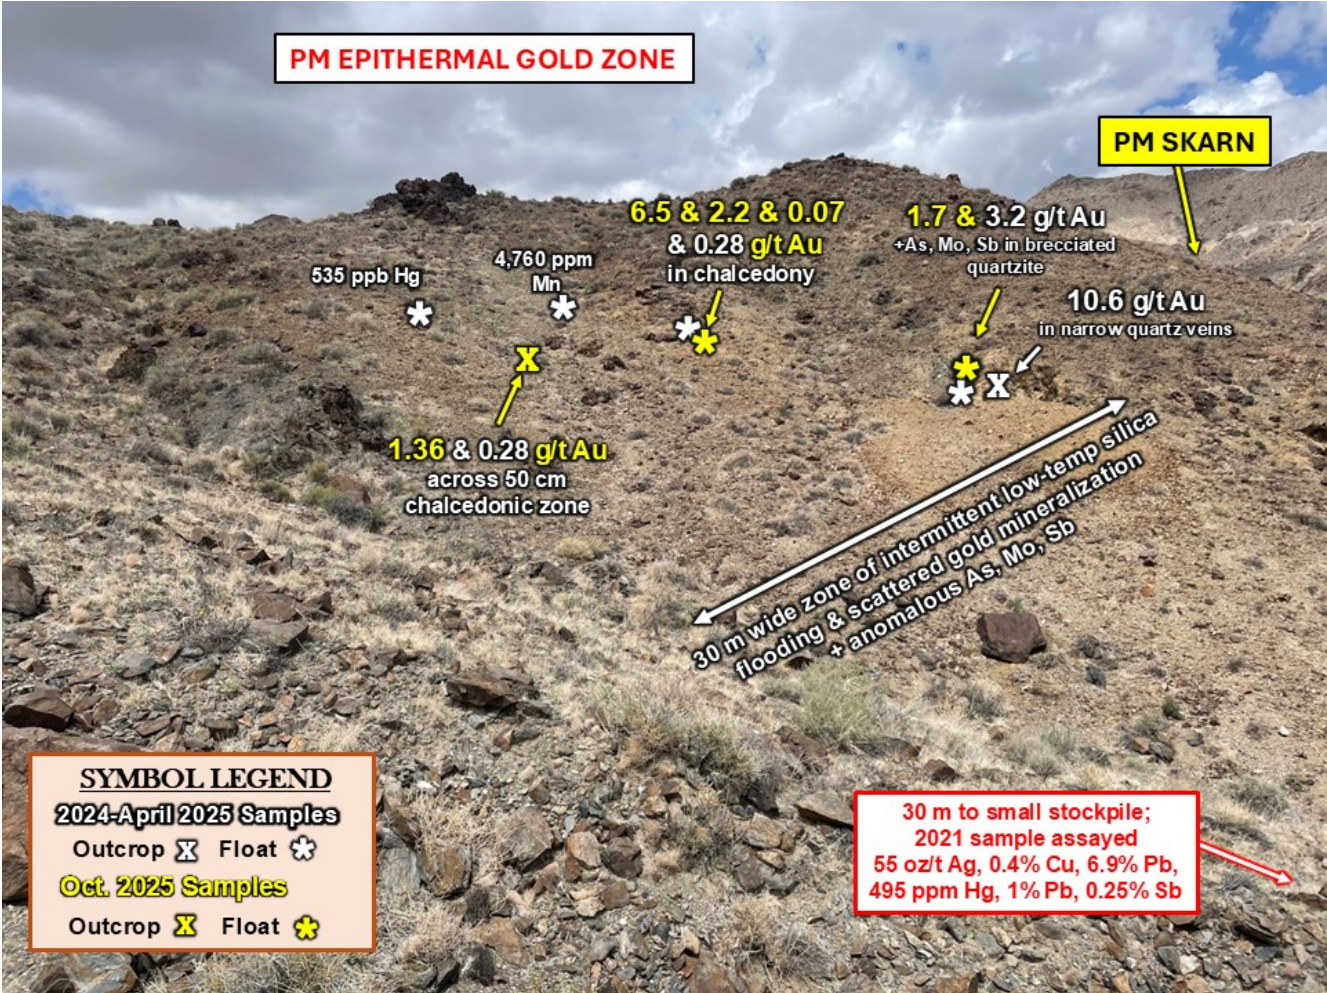 PM EPITHERMAL GOLD ZONE
PM SKARN
6.5 & 2.2 & 0.07
& 0.28 g/t Au
in chalcedony
1.7 & 3.2 g/t Au
+As, Mo, Sb in brecciated
quartzite
535 ppb Hg
4,760 ppm
Mn
10.6 g/t Au
in narrow quartz veins
1.36 & 0.28 g/t Au
across 50 cm
chalcedonic zone
30 m wide zone of intermittent low-temp silica
flooding & scattered gold mineralization
+ anomalous As, Mo, Sb
SYMBOL LEGEND
2024-April 2025 Samples
Outcrop X Float *
Oct. 2025 Samples
Outcrop X Float *
30 m to small stockpile;
2021 sample assayed
55 oz/t Ag, 0.4% Cu, 6.9% Pb,
495 ppm Hg, 1% Pb, 0.25% Sb